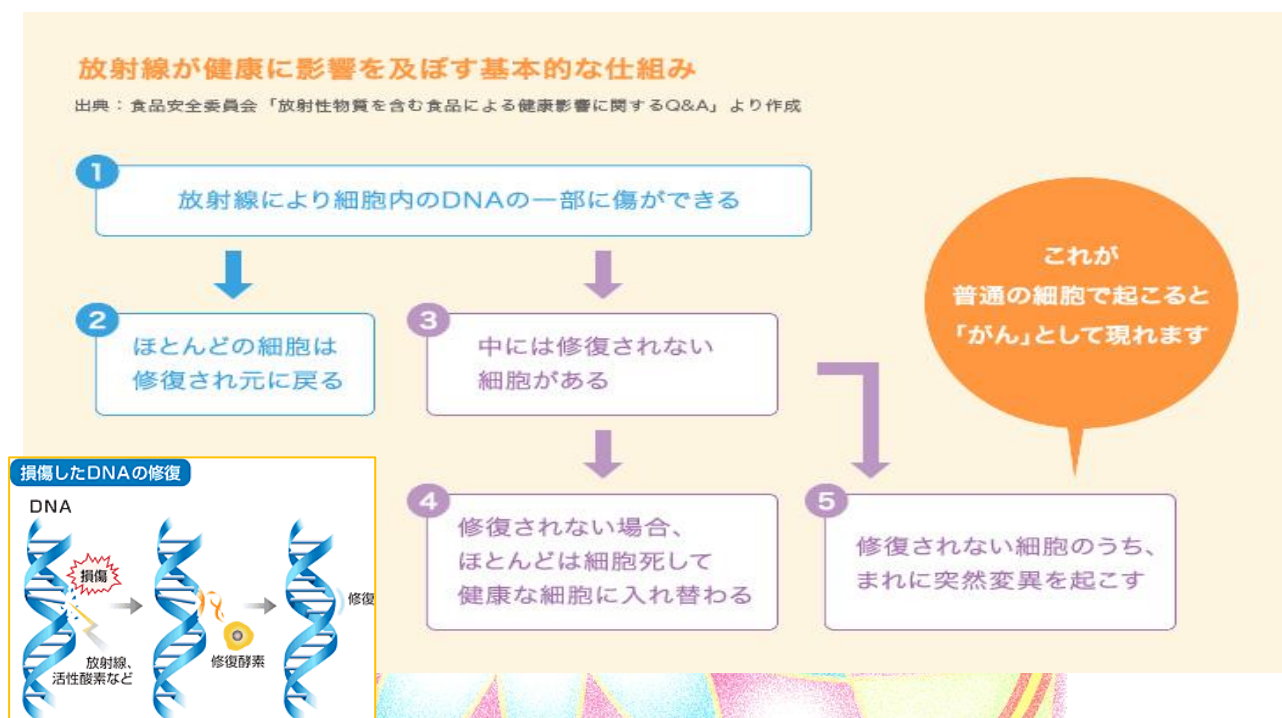 放射線が健康に影響を及ぼす基本的な仕組み
出典：食品安全委員会「放射性物質を含む食品による健康影響に関するQ&A」より作成
1
放射線により細胞内のDNAの一部に傷ができる
2
ほとんどの細胞は
修復され元に戻る
3
中には修復されない
細胞がある
4
修復されない場合、
ほとんどは細胞死して
健康な細胞に入れ替わる
5
修復されない細胞のうち、
まれに突然変異を起こす
これが
普通の細胞で起こると
「がん」として現れます
損傷したDNAの修復
DNA
損傷
放射線、
活性酸素など
修復酵素
修復